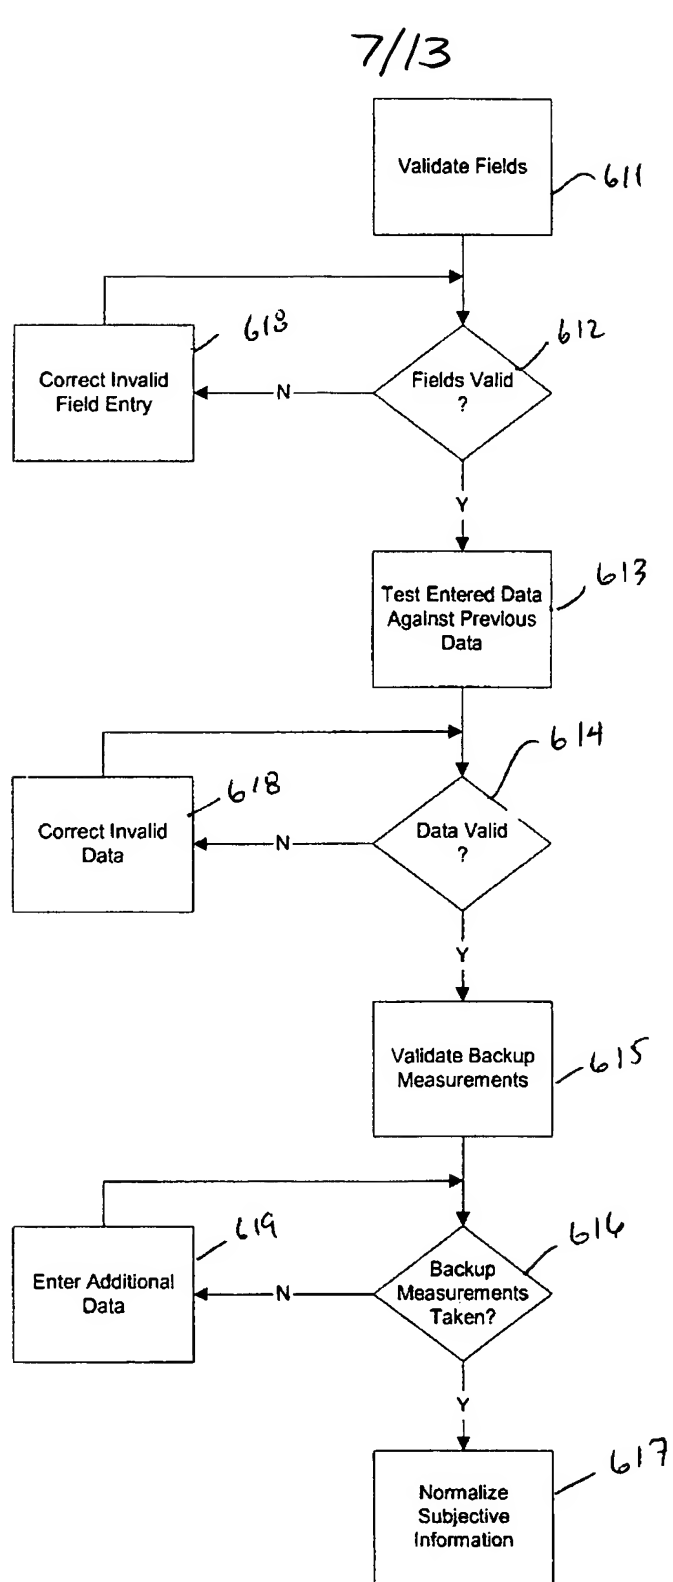 7/13
Validate Fields
611
618
612
Correct Invalid
Field Entry
N
Fields Valid
?
Y
613
Test Entered Data
Against Previous
Data
614
618
Correct Invalid
Data
N
Data Valid
?
Y
Validate Backup
Measurements
615
619
616
Enter Additional
Data
N
Backup
Measurements
Taken?
Y
617
Normalize
Subjective
Information